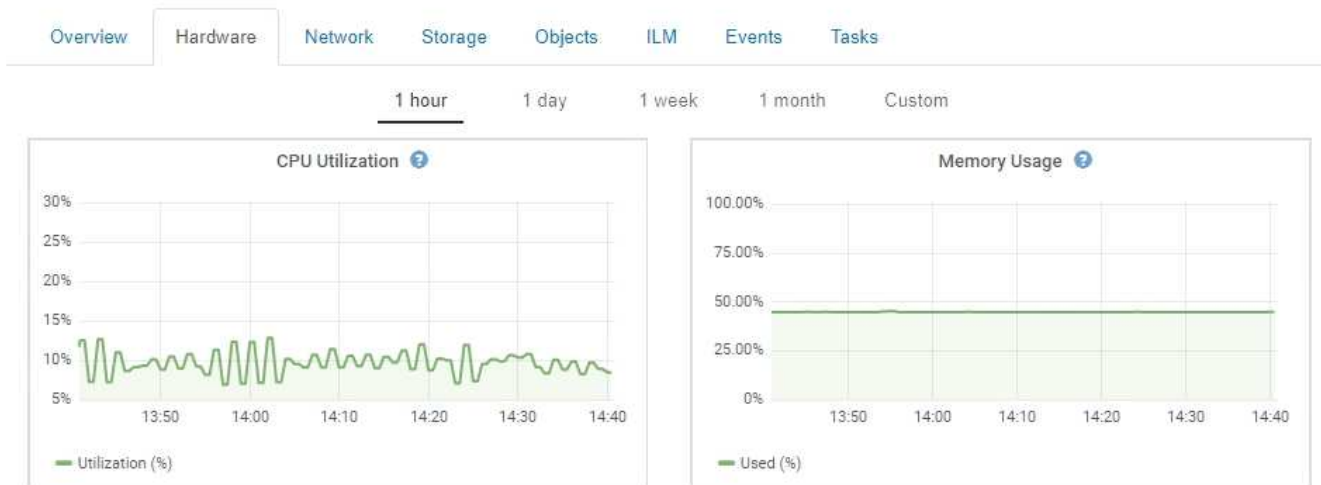 Overview Hardware Network Storage Objects ILM Events Tasks
1 hour 1 day 1 week 1 month Custom
CPU Utilization ?
30%
25%
20%
15%
10%
5%
13:50 14:00 14:10 14:20 14:30 14:40
Utilization (%)
Memory Usage ?
100.00%
75.00%
50.00%
25.00%
0%
13:50 14:00 14:10 14:20 14:30 14:40
Used (%)